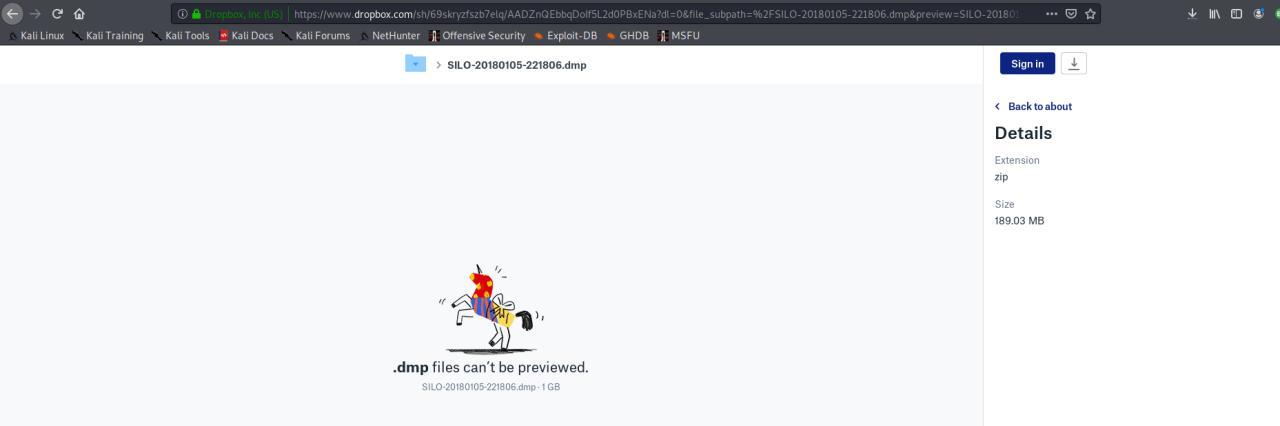 Dropbox, Inc (US) https://www.dropbox.com/sh/69skryzfszb7elq/AADZnQEbbqDoIf5L2d0PBxENa?dl=0&file_subpath=%2FSILO-20180105-221806.dmp&preview=SILO-20180
Kali Linux Kali Training Kali Tools Kali Docs Kali Forums NetHunter Offensive Security Exploit-DB GHDB MSFU
SILO-20180105-221806.dmp
Sign in
Back to about
Details
Extension
zip
Size
189.03 MB
.dmp files can't be previewed.
SILO-20180105-221806.dmp · 1 GB